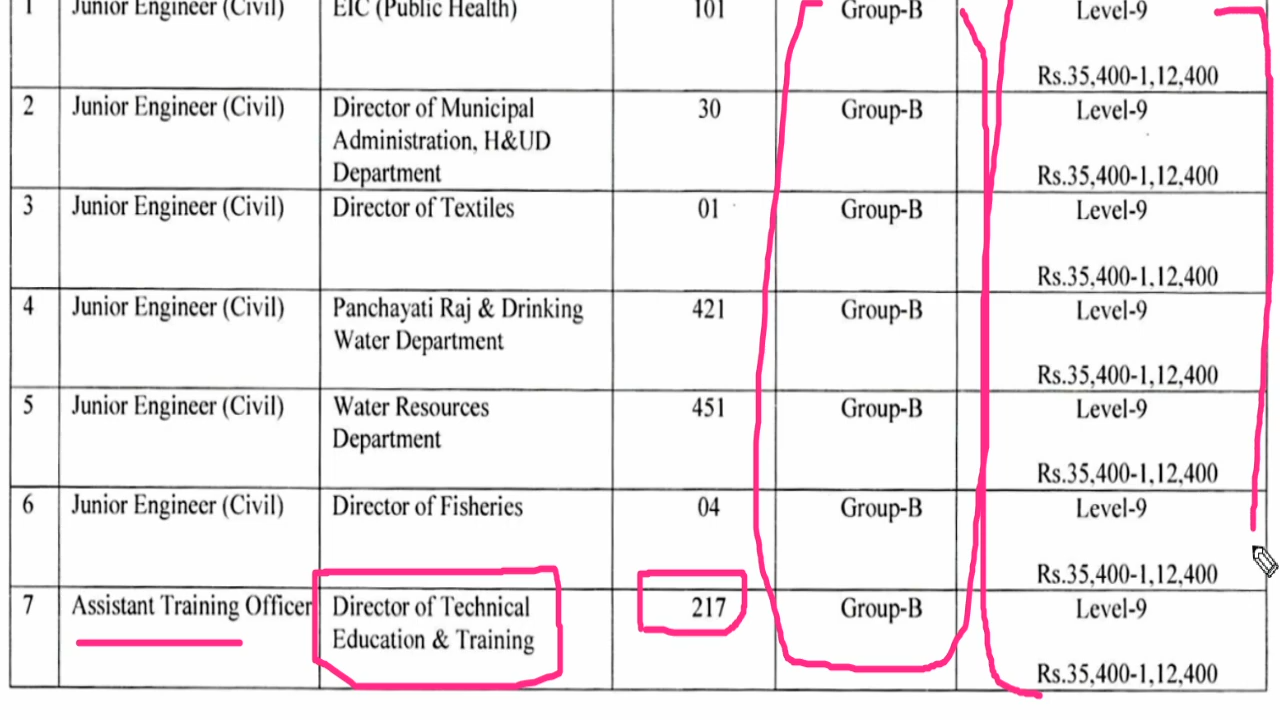 1 Junior Engineer (Civil) EIC (Public Health) 101 Group-B Level-9
Rs.35,400-1,12,400
2 Junior Engineer (Civil) Director of Municipal 30 Group-B Level-9
Administration, H&UD
Department Rs.35,400-1,12,400
3 Junior Engineer (Civil) Director of Textiles 01 Group-B Level-9
Rs.35,400-1,12,400
4 Junior Engineer (Civil) Panchayati Raj & Drinking 421 Group-B Level-9
Water Department
Rs.35,400-1,12,400
5 Junior Engineer (Civil) Water Resources 451 Group-B Level-9
Department
Rs.35,400-1,12,400
6 Junior Engineer (Civil) Director of Fisheries 04 Group-B Level-9
Rs.35,400-1,12,400
7 Assistant Training Officer Director of Technical 217 Group-B Level-9
Education & Training
Rs.35,400-1,12,400